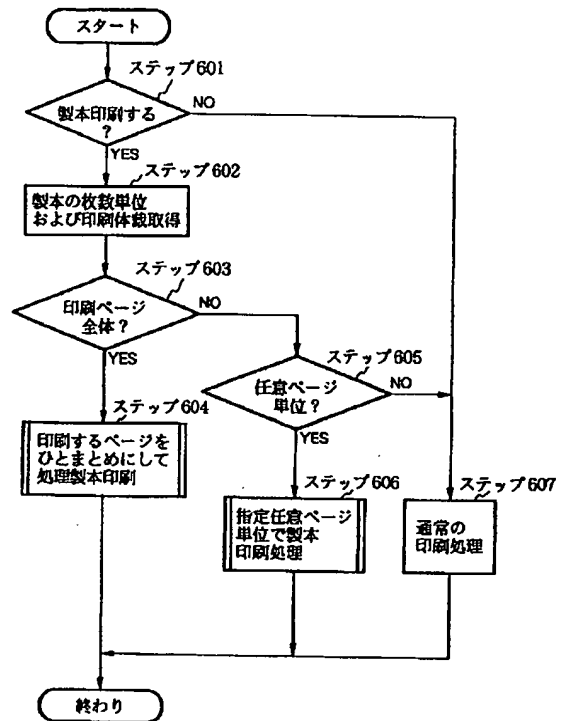 スタート
ステップ601
製本印刷する
？
NO
YES
ステップ602
製本の枚数単位
および印刷体裁取得
ステップ603
印刷ページ
全体？
NO
YES
ステップ605
任意ページ
単位？
NO
YES
ステップ604
印刷するページを
ひとまとめにして
処理製本印刷
ステップ606
指定任意ページ
単位で製本
印刷処理
ステップ607
通常の
印刷処理
終わり